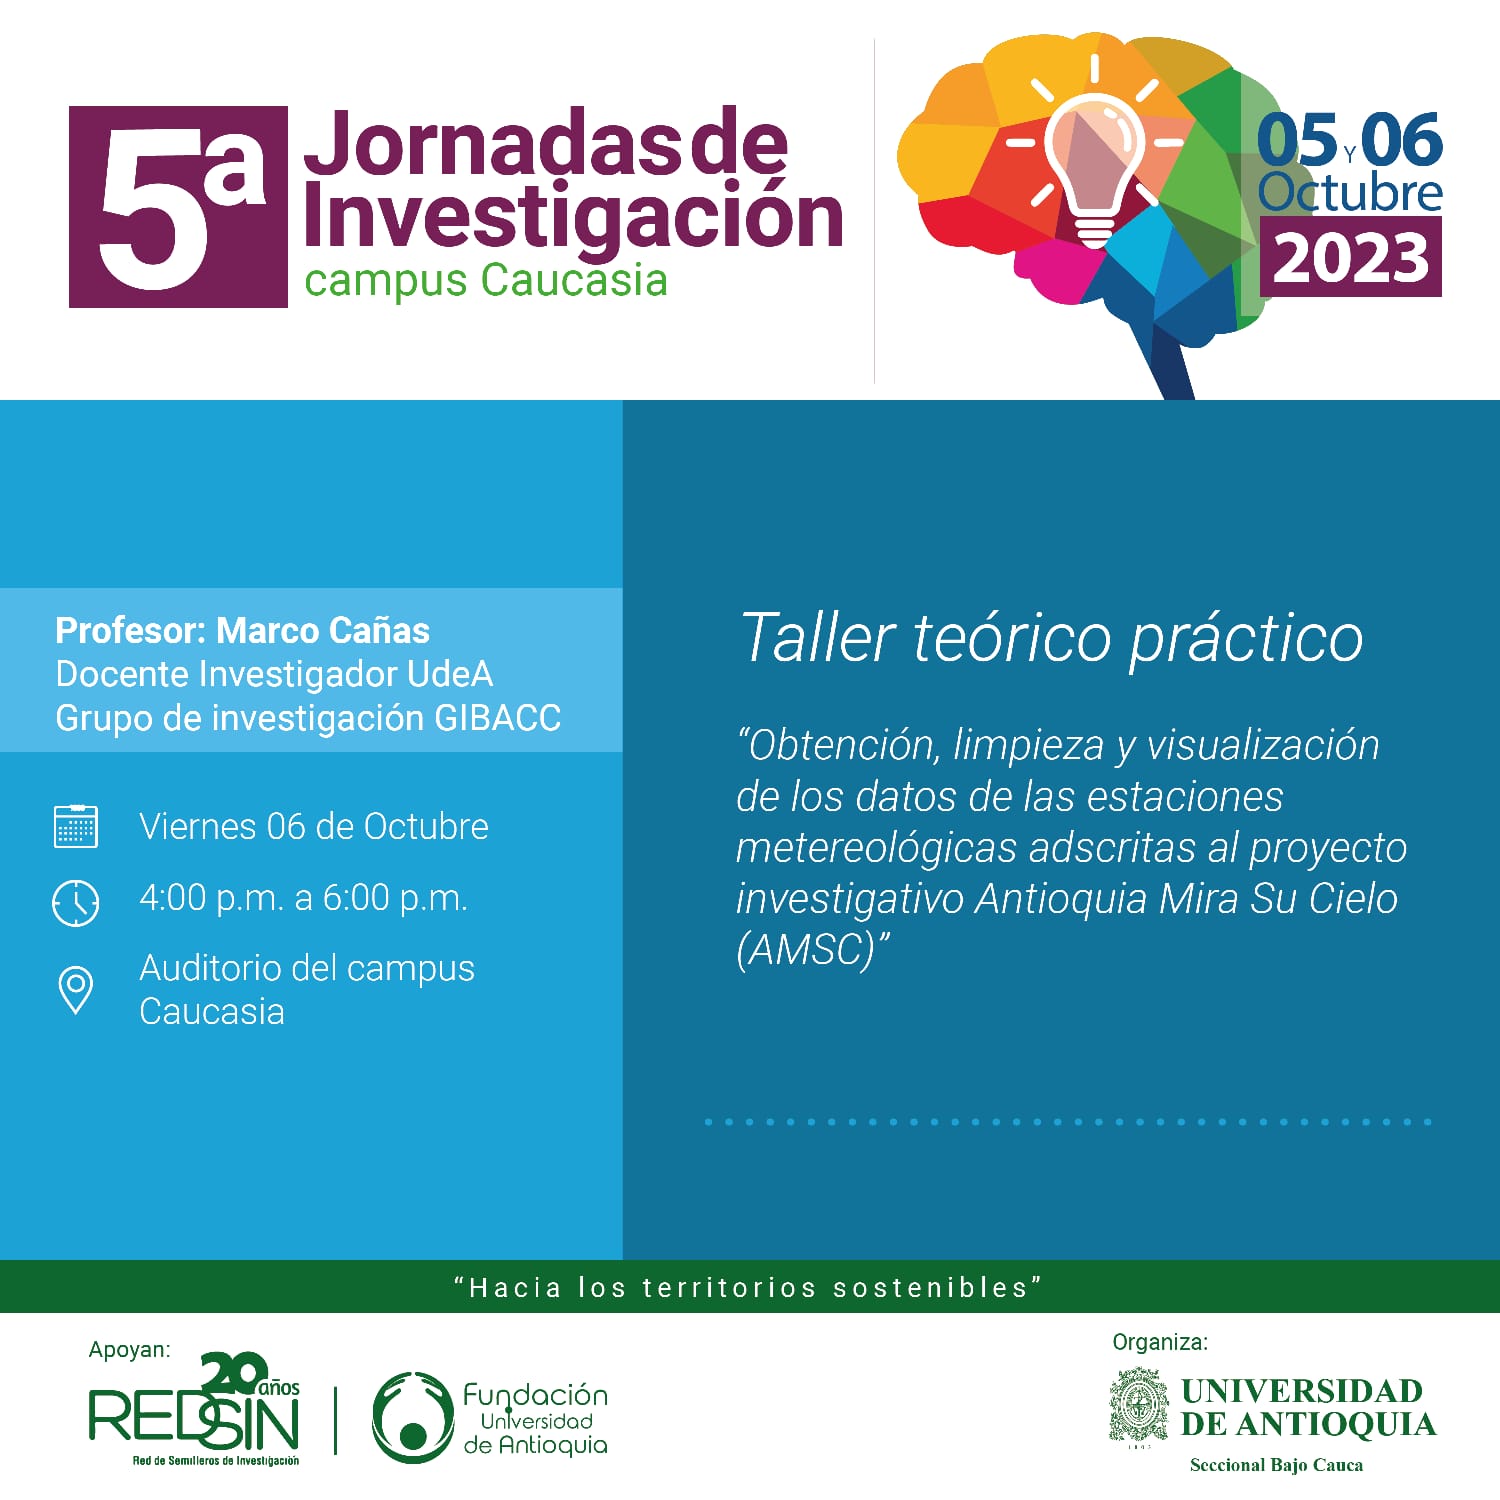 5ª
Jornadas de
Investigación
campus Caucasia
05 Y 06
Octubre
2023
Profesor: Marco Cañas
Docente Investigador UdeA
Grupo de investigación GIBACC
Viernes 06 de Octubre
4:00 p.m. a 6:00 p.m.
Auditorio del campus
Caucasia
Taller teórico práctico
“Obtención, limpieza y visualización
de los datos de las estaciones
metereológicas adscritas al proyecto
investigativo Antioquia Mira Su Cielo
(AMSC)”
“Hacia los territorios sostenibles”
Apoyan:
20 años
REDSIN
Red de Semilleros de Investigación
Fundación
Universidad
de Antioquia
Organiza:
1803
UNIVERSIDAD
DE ANTIOQUIA
Seccional Bajo Cauca